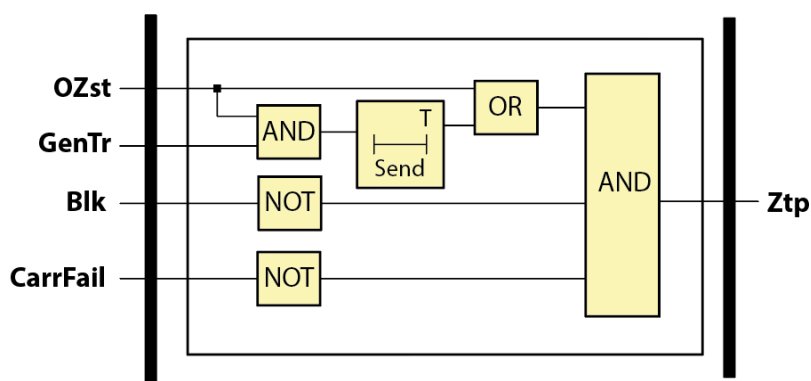 OZst
GenTr
Blk
CarrFail
AND
T
Send
OR
NOT
NOT
AND
Ztp